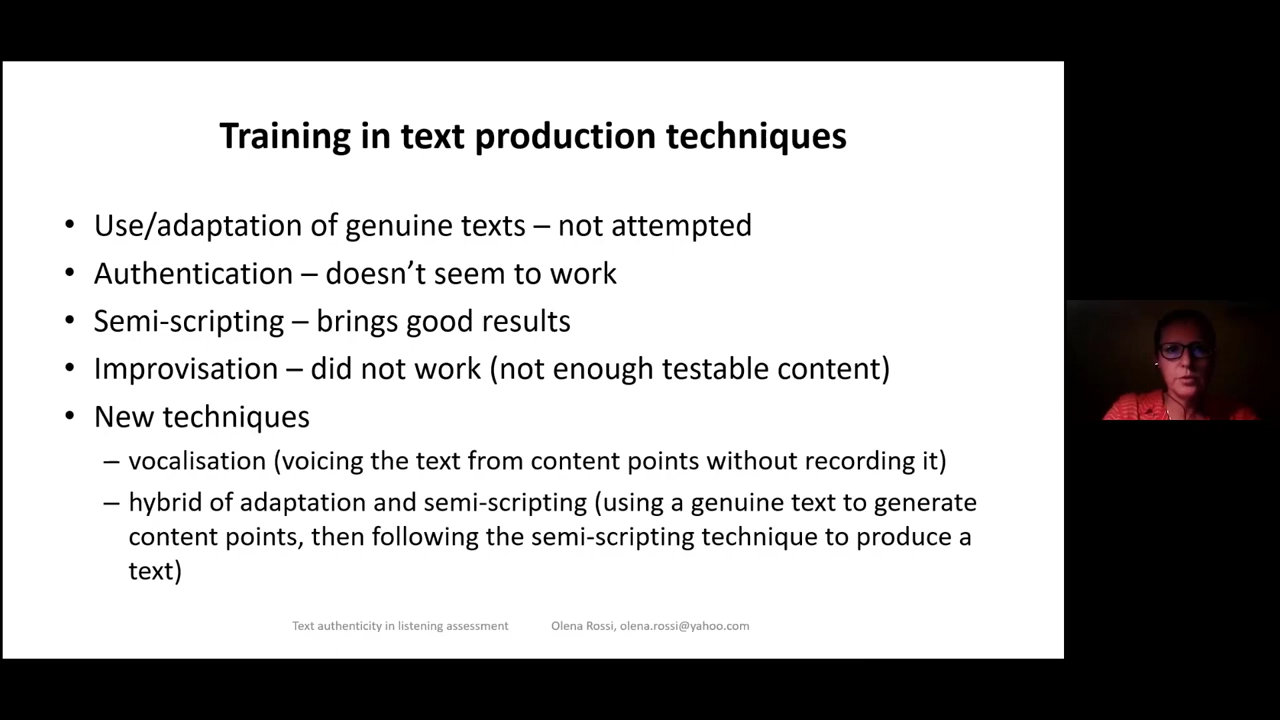 Training in text production techniques
• Use/adaptation of genuine texts – not attempted
• Authentication – doesn’t seem to work
• Semi-scripting – brings good results
• Improvisation – did not work (not enough testable content)
• New techniques
– vocalisation (voicing the text from content points without recording it)
– hybrid of adaptation and semi-scripting (using a genuine text to generate
content points, then following the semi-scripting technique to produce a
text)
Text authenticity in listening assessment Olena Rossi, olena.rossi@yahoo.com